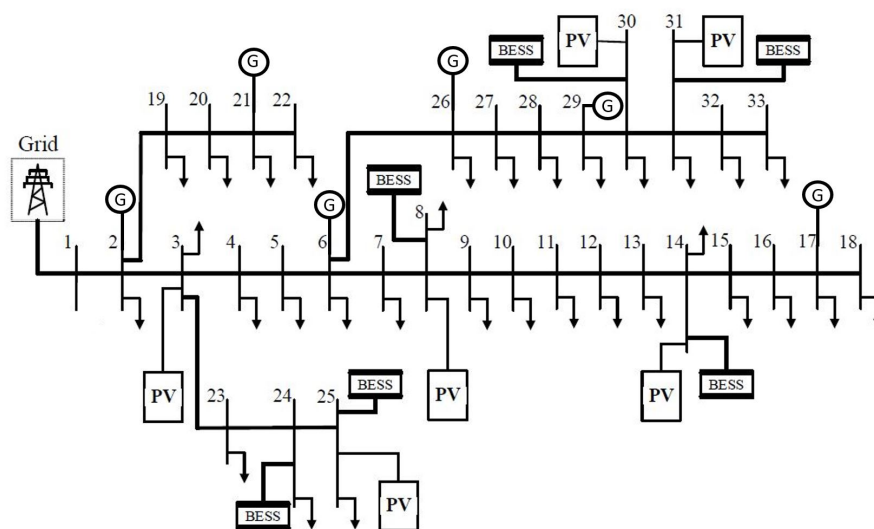 30 31
PV PV
BESS BESS
G G
19 20 21 22 26 27 28 29 G 32 33
Grid
BESS
G G G
1 2 3 4 5 6 7 8 9 10 11 12 13 14 15 16 17 18
PV PV PV BESS
BESS
23 24 25
PV
BESS